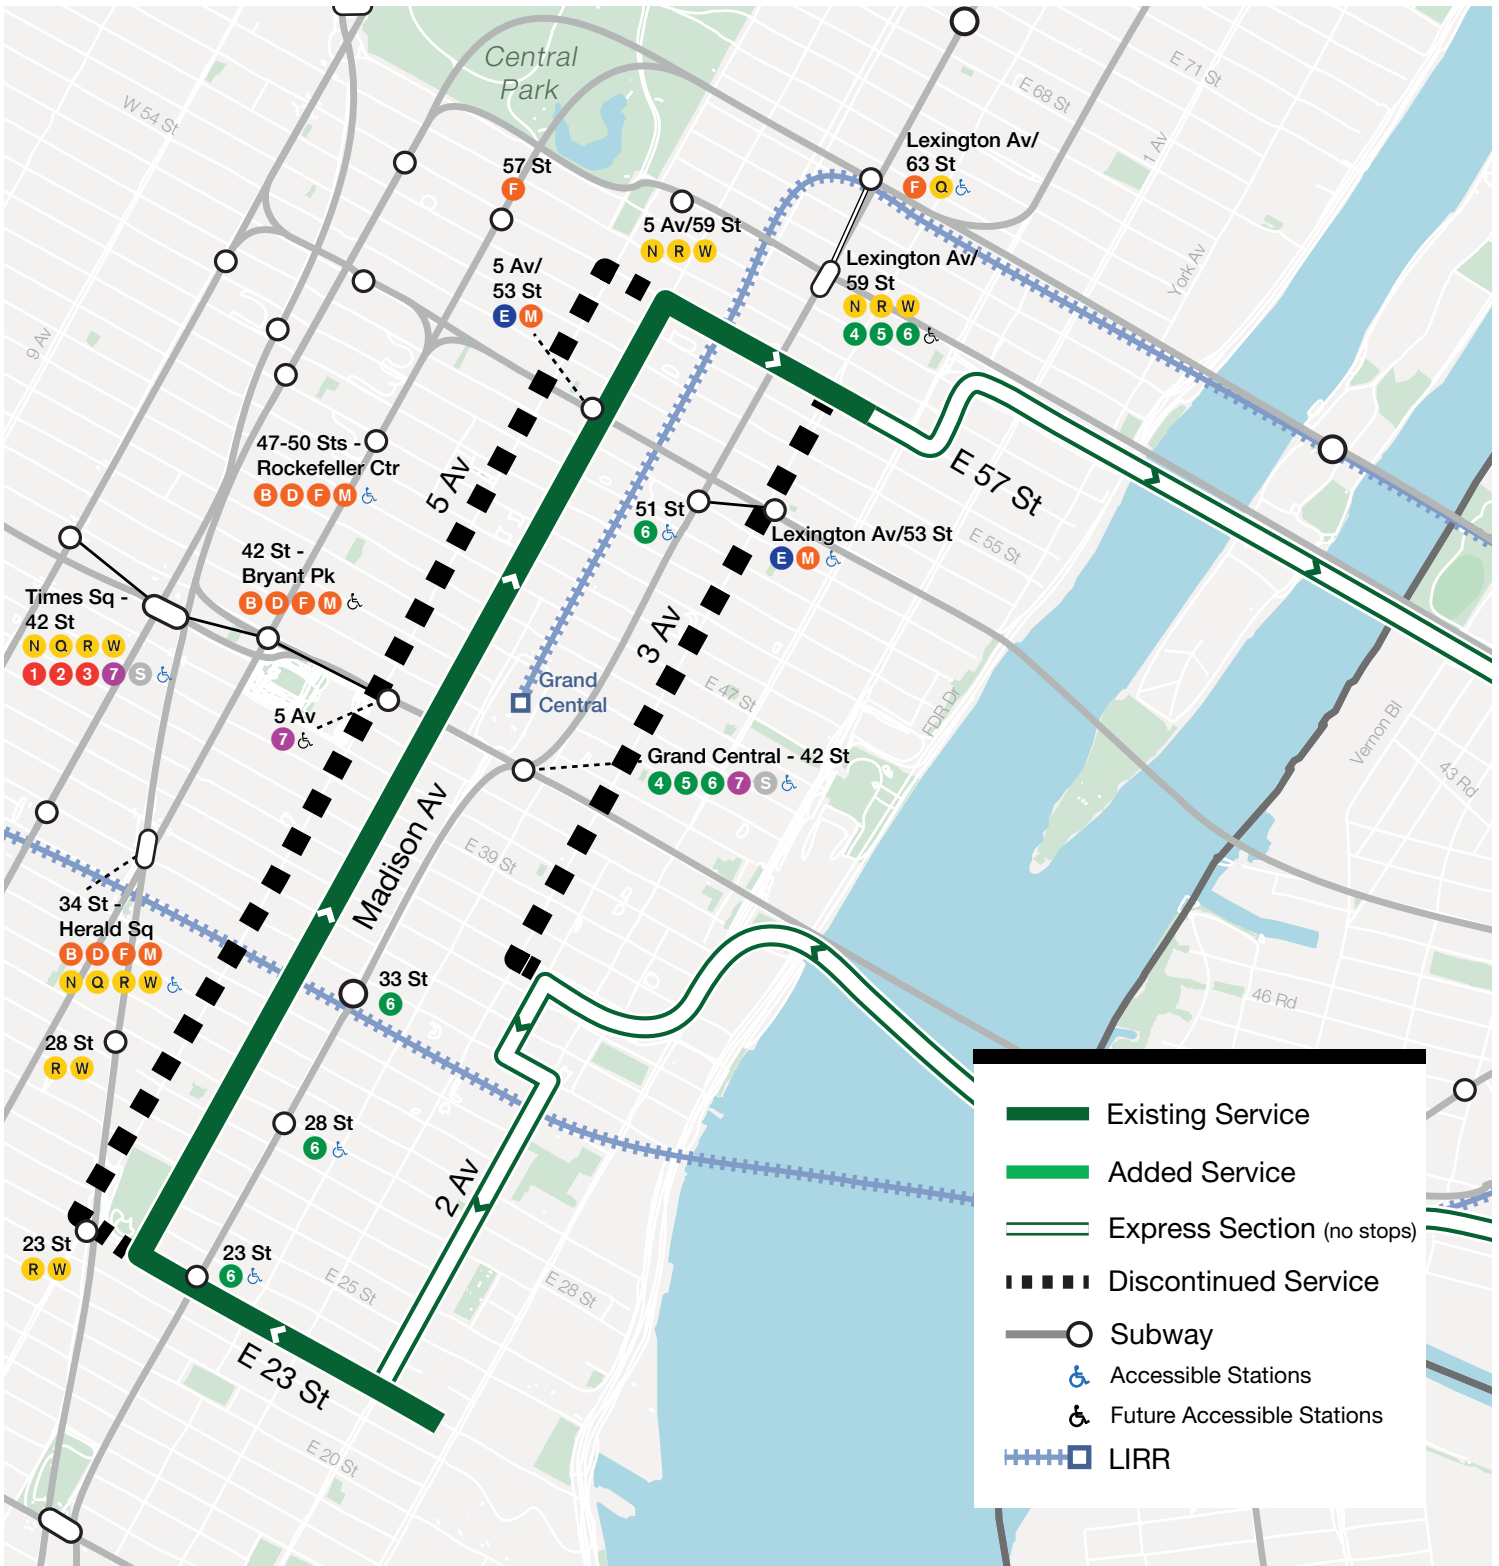 Central
Park
W 54 St
E 71 St
E 68 St
1 Av
Lexington Av/
63 St
F Q
57 St
F
5 Av/59 St
N R W
5 Av/
53 St
E M
Lexington Av/
59 St
N R W
4 5 6
York Av
9 Av
47-50 Sts -
Rockefeller Ctr
B D F M
5 Av
E 57 St
51 St
6
Lexington Av/53 St
E M
E 55 St
42 St -
Bryant Pk
B D F M
Times Sq -
42 St
N Q R W
1 2 3 7 S
3 Av
Grand
Central
E 47 St
FDR Dr
5 Av
7
Vernon Bl
43 Rd
Grand Central - 42 St
4 5 6 7 S
Madison Av
E 39 St
34 St -
Herald Sq
B D F M
N Q R W
33 St
6
46 Rd
28 St
R W
28 St
6
2 Av
23 St
R W
23 St
6
E 25 St
E 28 St
E 23 St
E 20 St
Existing Service
Added Service
Express Section (no stops)
Discontinued Service
Subway
Accessible Stations
Future Accessible Stations
LIRR